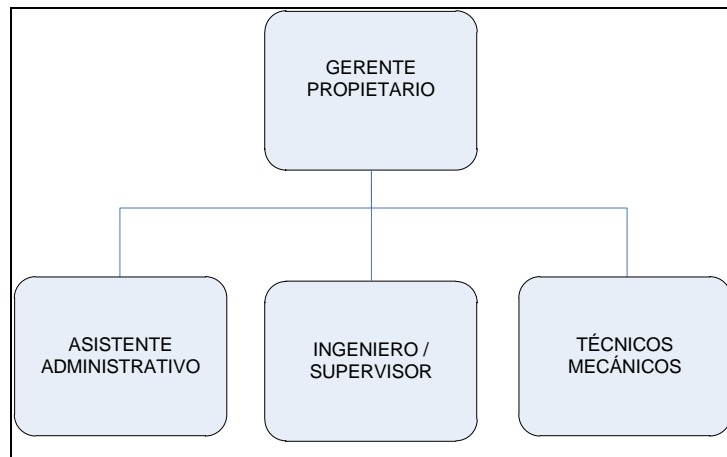 GERENTE
PROPIETARIO
ASISTENTE
ADMINISTRATIVO
INGENIERO /
SUPERVISOR
TÉCNICOS
MECÁNICOS